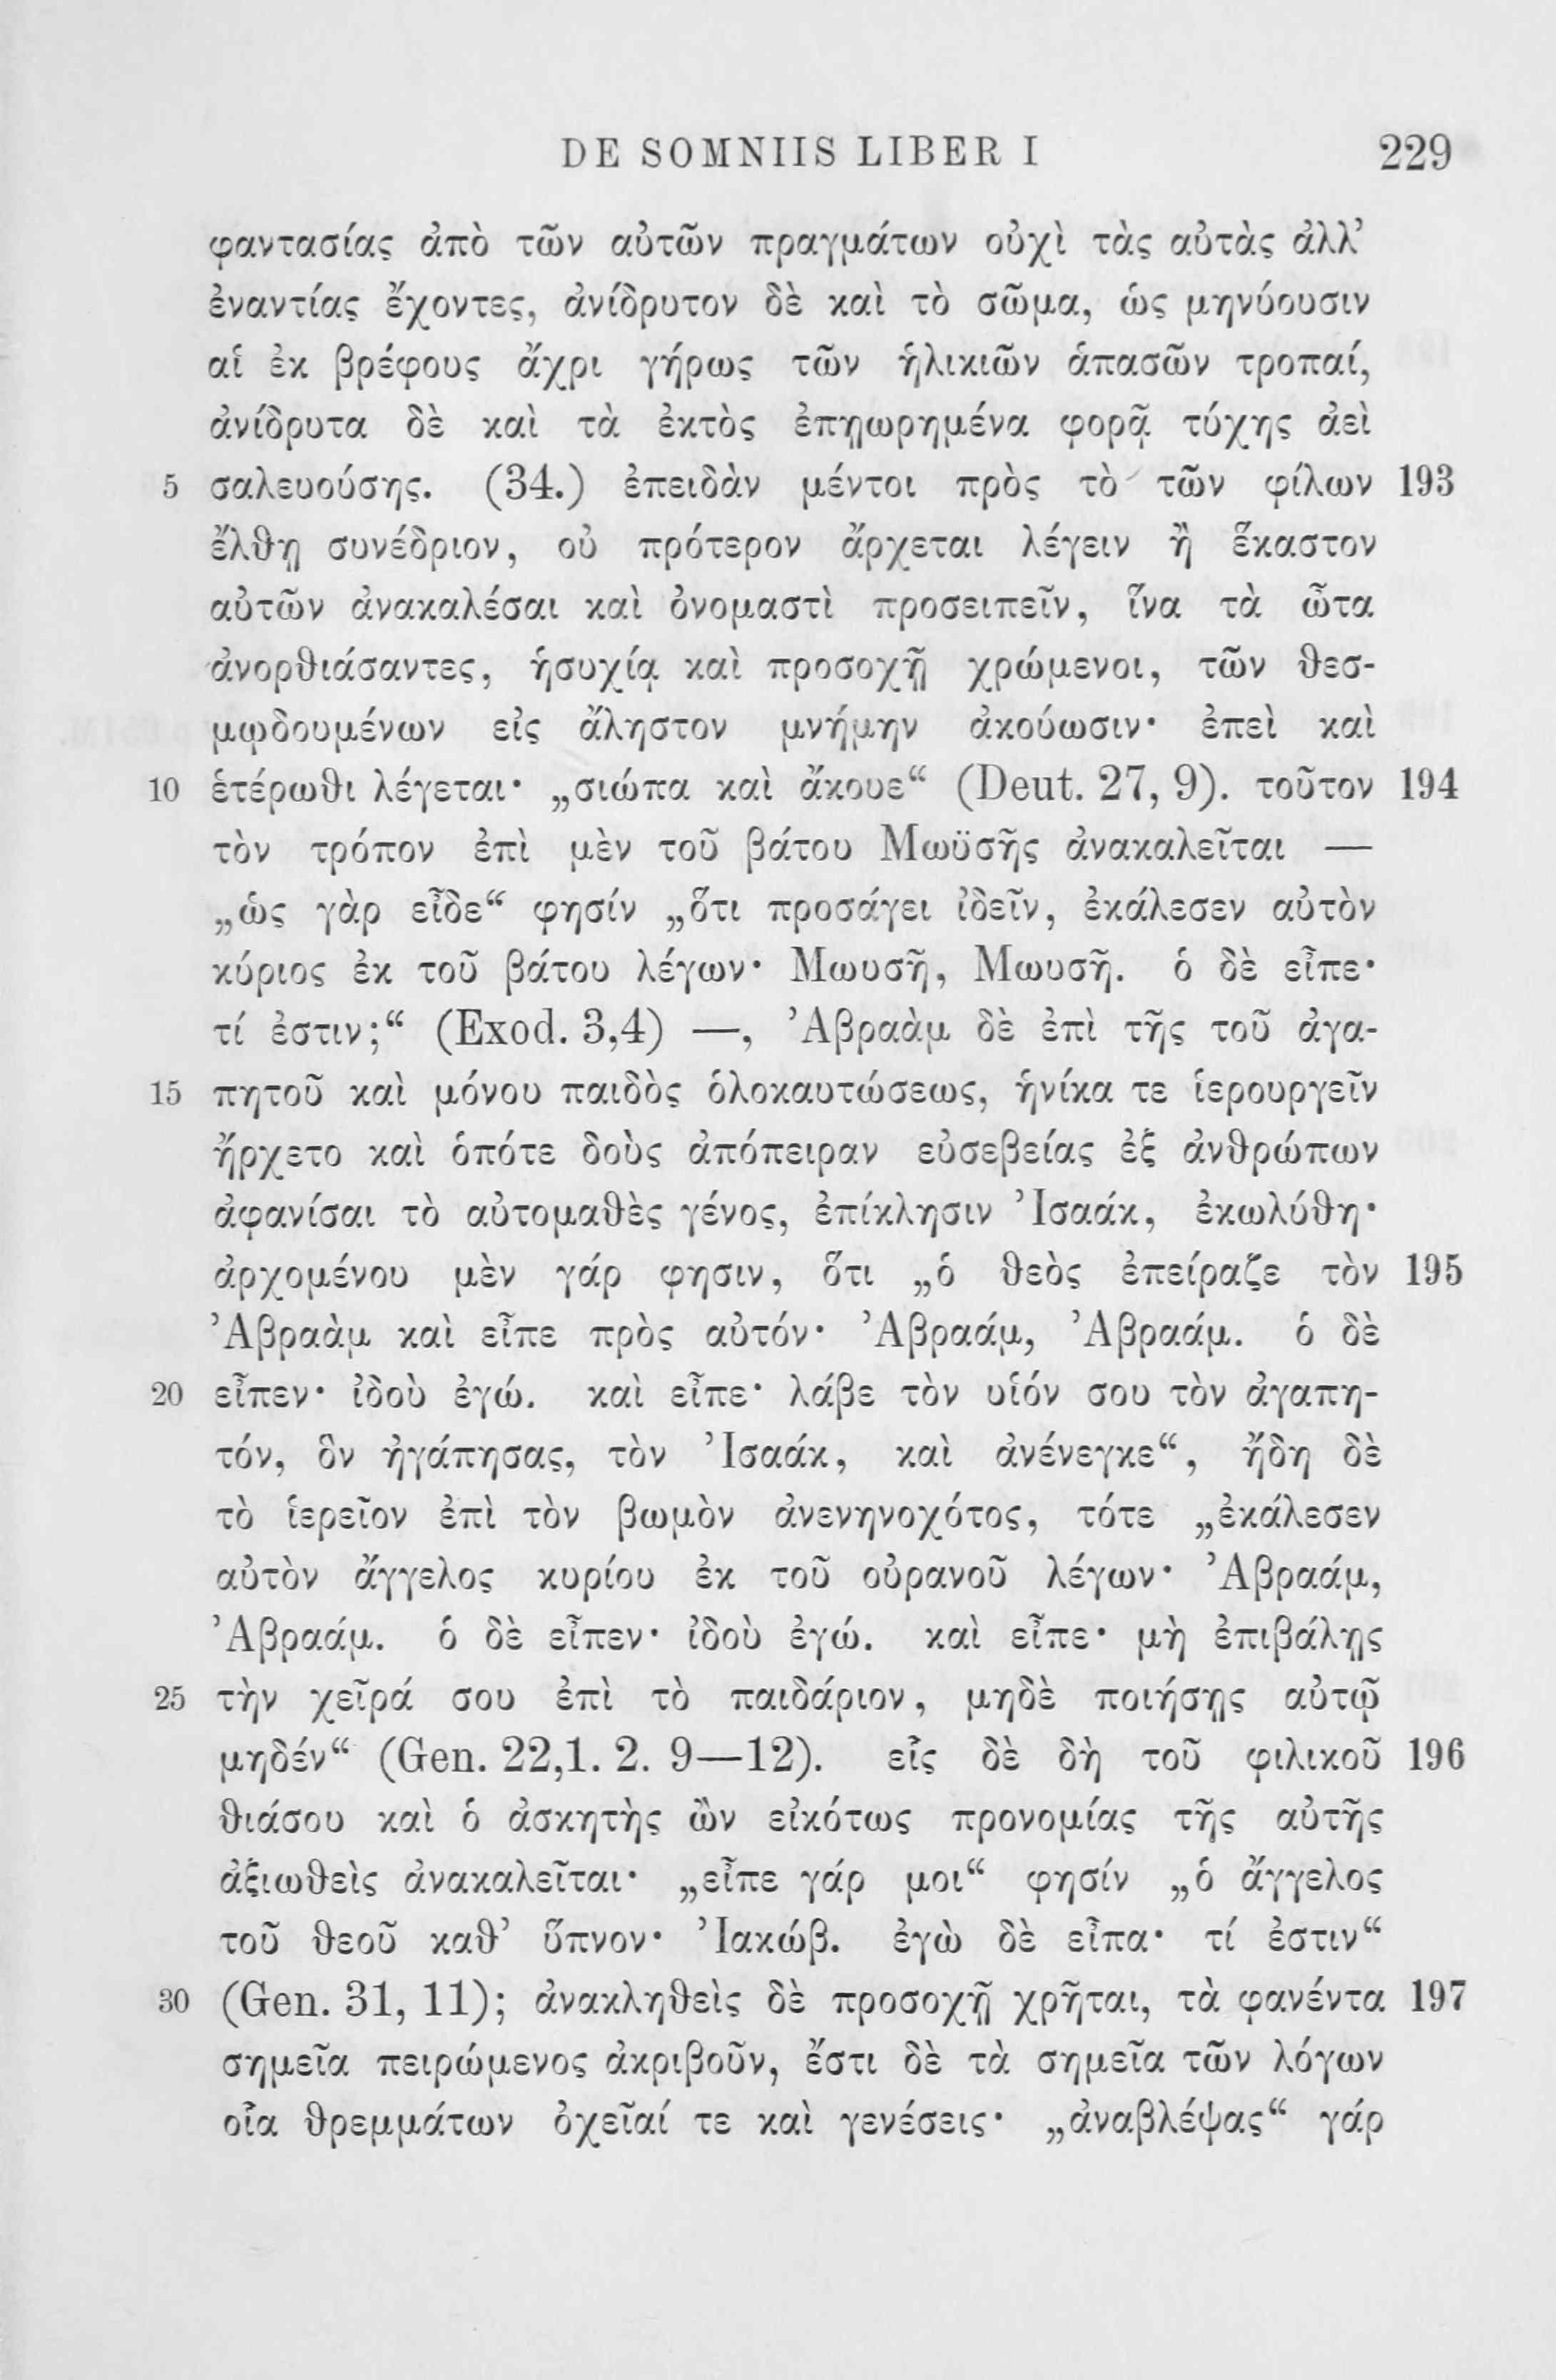 DE SOMNIIS LIBER I 229
φαντασίας ἀπὸ τῶν αὐτῶν πραγμάτων οὐχὶ τὰς αὐτὰς ἀλλ’
ἐναντίας ἔχοντες, ἀνίδρυτον δὲ καὶ τὸ σῶμα, ὡς μηνύουσιν
αἱ ἐκ βρέφους ἄχρι γήρως τῶν ἡλικιῶν ἁπασῶν τροπαί,
ἀνίδρυτα δὲ καὶ τὰ ἐκτὸς ἐπῃωρημένα φορᾷ τύχης ἀεὶ
5 σαλευούσης. (34.) ἐπειδὰν μέντοι πρὸς τὸ τῶν φίλων 193
ἔλθῃ συνέδριον, οὐ πρότερον ἄρχεται λέγειν ἢ ἕκαστον
αὐτῶν ἀνακαλέσαι καὶ ὀνομαστὶ προσειπεῖν, ἵνα τὰ ὦτα
ἀνορθιάσαντες, ἡσυχίᾳ καὶ προσοχῇ χρώμενοι, τῶν θεσ-
μῳδουμένων εἰς ἄληστον μνήμην ἀκούωσιν· ἐπεὶ καὶ
10 ἑτέρωθι λέγεται· „σιώπα καὶ ἄκουε“ (Deut. 27, 9). τοῦτον 194
τὸν τρόπον ἐπὶ μὲν τοῦ βάτου Μωϋσῆς ἀνακαλεῖται —
„ὡς γὰρ εἶδε“ φησίν „ὅτι προσάγει ἰδεῖν, ἐκάλεσεν αὐτὸν
κύριος ἐκ τοῦ βάτου λέγων· Μωυσῆ, Μωυσῆ. ὁ δὲ εἶπε·
τί ἐστιν;“ (Exod. 3,4) —, Ἀβραὰμ δὲ ἐπὶ τῆς τοῦ ἀγα-
15 πητοῦ καὶ μόνου παιδὸς ὁλοκαυτώσεως, ἡνίκα τε ἱερουργεῖν
ἤρχετο καὶ ὁπότε δοὺς ἀπόπειραν εὐσεβείας ἐξ ἀνθρώπων
ἀφανίσαι τὸ αὐτομαθὲς γένος, ἐπίκλησιν Ἰσαάκ, ἐκωλύθη·
ἀρχομένου μὲν γάρ φησιν, ὅτι „ὁ θεὸς ἐπείραζε τὸν 195
Ἀβραὰμ καὶ εἶπε πρὸς αὐτόν· Ἀβραάμ, Ἀβραάμ. ὁ δὲ
20 εἶπεν· ἰδοὺ ἐγώ. καὶ εἶπε· λάβε τὸν υἱόν σου τὸν ἀγαπη-
τόν, ὃν ἠγάπησας, τὸν Ἰσαάκ, καὶ ἀνένεγκε“, ἤδη δὲ
τὸ ἱερεῖον ἐπὶ τὸν βωμὸν ἀνενηνοχότος, τότε „ἐκάλεσεν
αὐτὸν ἄγγελος κυρίου ἐκ τοῦ οὐρανοῦ λέγων· Ἀβραάμ,
Ἀβραάμ. ὁ δὲ εἶπεν· ἰδοὺ ἐγώ. καὶ εἶπε· μὴ ἐπιβάλῃς
25 τὴν χεῖρά σου ἐπὶ τὸ παιδάριον, μηδὲ ποιήσῃς αὐτῷ
μηδέν“ (Gen. 22,1. 2. 9—12). εἷς δὲ δὴ τοῦ φιλικοῦ 196
θιάσου καὶ ὁ ἀσκητὴς ὢν εἰκότως προνομίας τῆς αὐτῆς
ἀξιωθεὶς ἀνακαλεῖται· „εἶπε γάρ μοι“ φησίν „ὁ ἄγγελος
τοῦ θεοῦ καθ’ ὕπνον· Ἰακώβ. ἐγὼ δὲ εἶπα· τί ἐστιν“
30 (Gen. 31, 11); ἀνακληθεὶς δὲ προσοχῇ χρῆται, τὰ φανέντα 197
σημεῖα πειρώμενος ἀκριβοῦν, ἔστι δὲ τὰ σημεῖα τῶν λόγων
οἷα θρεμμάτων ὀχεῖαί τε καὶ γενέσεις· „ἀναβλέψας“ γάρ